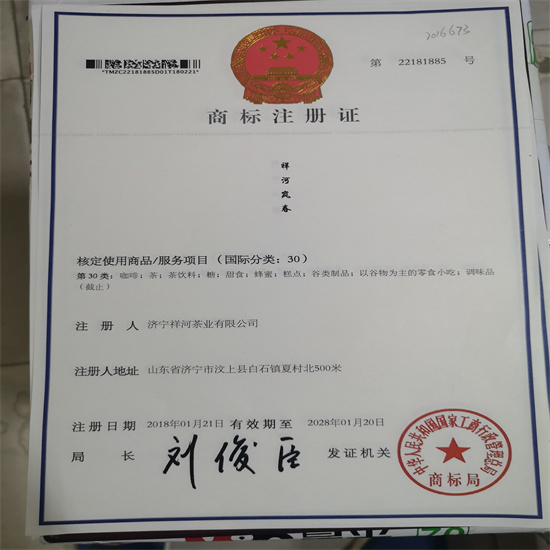 2016673
*TMZC22181885D01T180221*
第 22181885 号
商标注册证
祥
河
春
核定使用商品/服务项目（国际分类：30）
第30类：咖啡；茶；茶饮料；糖；甜食；蜂蜜；糕点；谷类制品；以谷物为主的零食小吃；调味品
（截止）
注 册 人 济宁祥河茶业有限公司
注册人地址 山东省济宁市汶上县白石镇夏村北500米
注册日期 2018年01月21日 有效期至 2028年01月20日
局 长 刘俊臣 发证机关
中华人民共和国国家工商行政管理总局
商标局